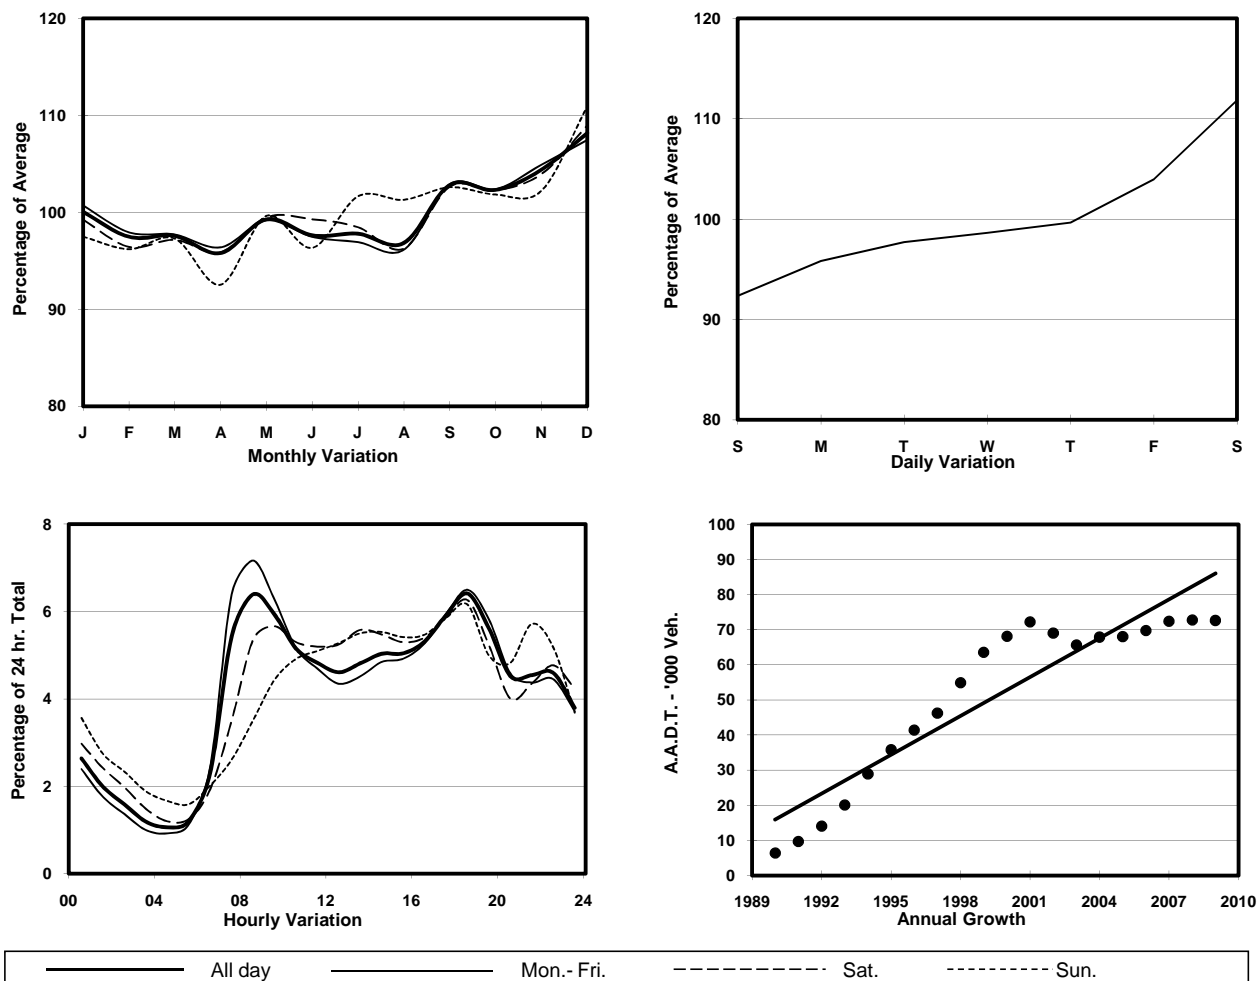 120
110
100
90
80
Percentage of Average
J F M A M J J A S O N D
Monthly Variation
120
110
100
90
80
Percentage of Average
S M T W T F S
Daily Variation
8
6
4
2
0
Percentage of 24 hr. Total
00 04 08 12 16 20 24
Hourly Variation
100
90
80
70
60
50
40
30
20
10
0
A.A.D.T. - '000 Veh.
1989 1992 1995 1998 2001 2004 2007 2010
Annual Growth
All day Mon.- Fri. Sat. Sun.